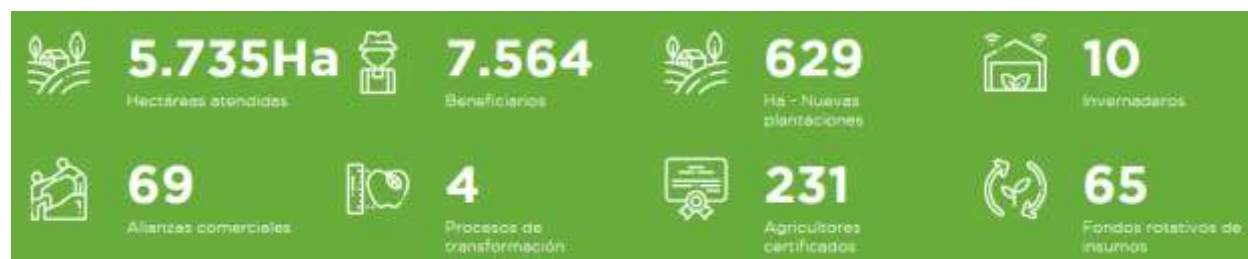 5.735Ha
Hectáreas atendidas
7.564
Beneficiarios
629
Ha - Nuevas
plantaciones
10
Invernaderos
69
Alianzas comerciales
4
Procesos de
transformación
231
Agricultores
certificados
65
Fondos rotativos de
insumos